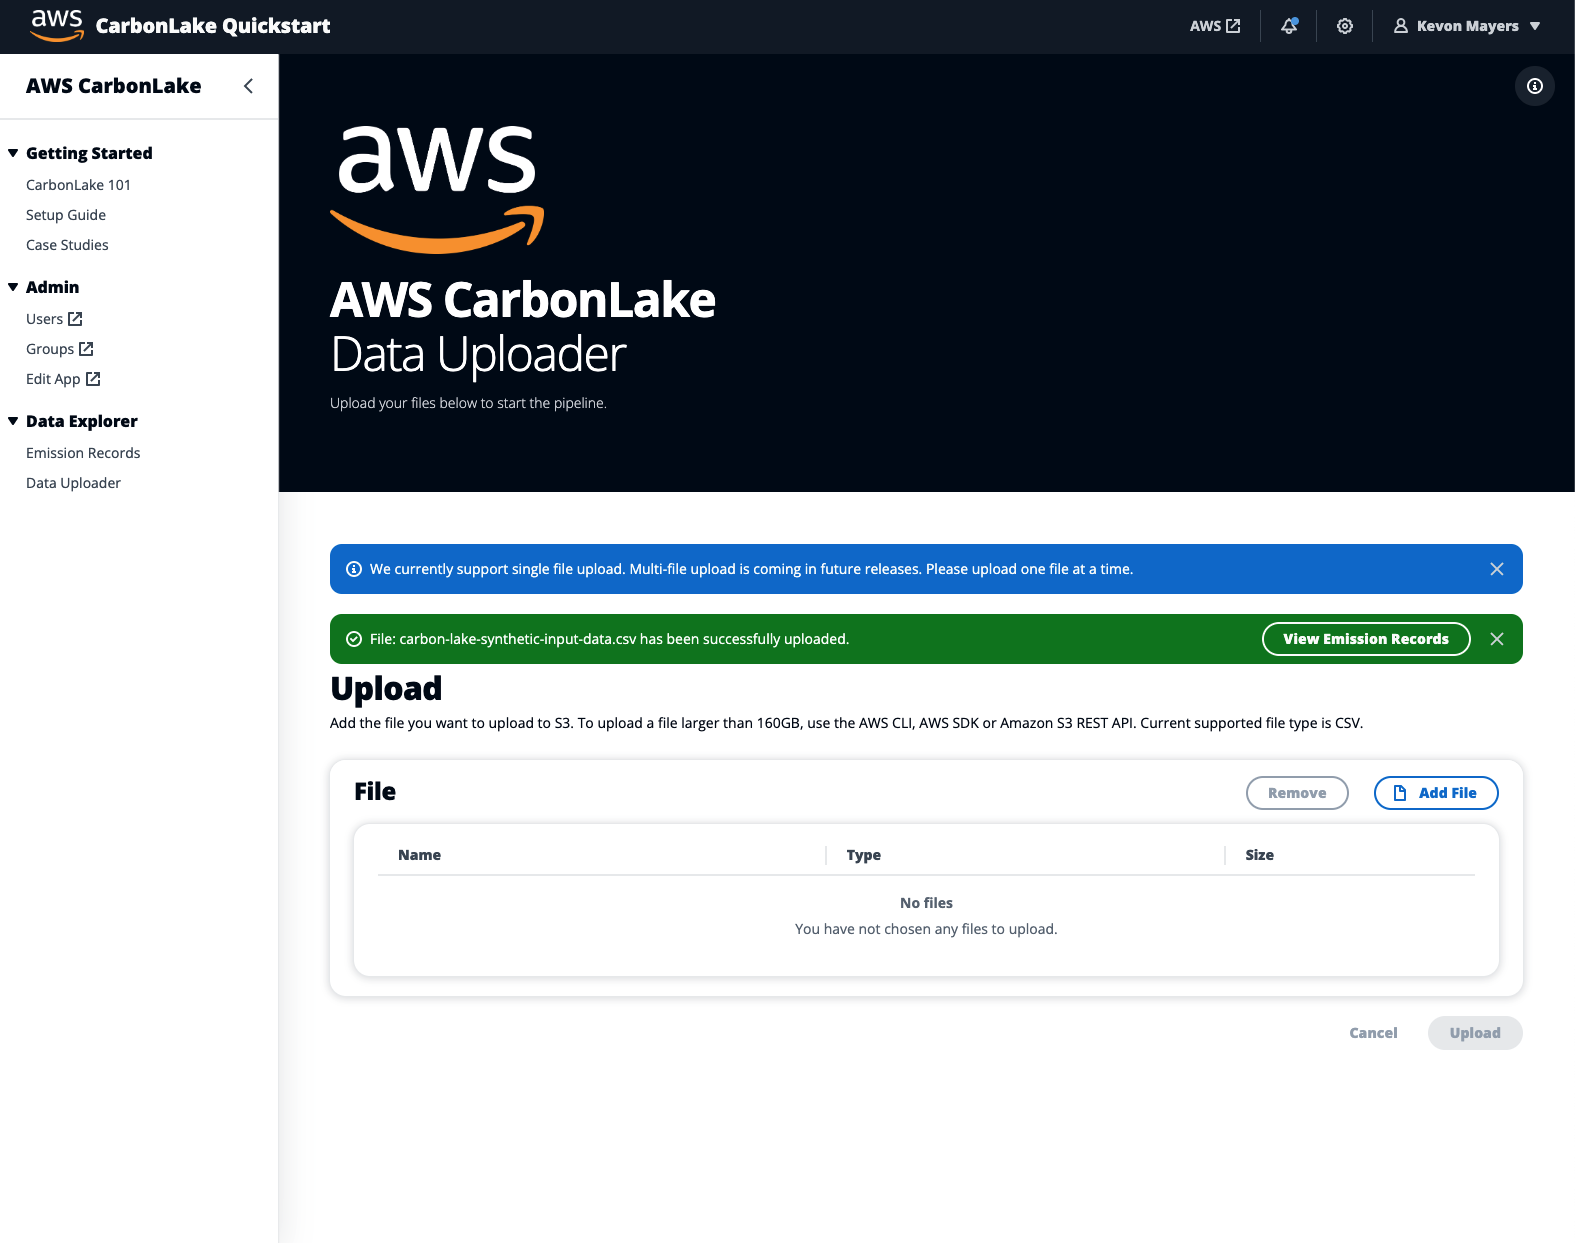 aws CarbonLake Quickstart
AWS
Kevon Mayers
AWS CarbonLake
Getting Started
CarbonLake 101
Setup Guide
Case Studies
Admin
Users
Groups
Edit App
Data Explorer
Emission Records
Data Uploader
aws
AWS CarbonLake
Data Uploader
Upload your files below to start the pipeline.
We currently support single file upload. Multi-file upload is coming in future releases. Please upload one file at a time.
File: carbon-lake-synthetic-input-data.csv has been successfully uploaded.
View Emission Records
Upload
Add the file you want to upload to S3. To upload a file larger than 160GB, use the AWS CLI, AWS SDK or Amazon S3 REST API. Current supported file type is CSV.
File
Remove
Add File
Name Type Size
No files
You have not chosen any files to upload.
Cancel
Upload